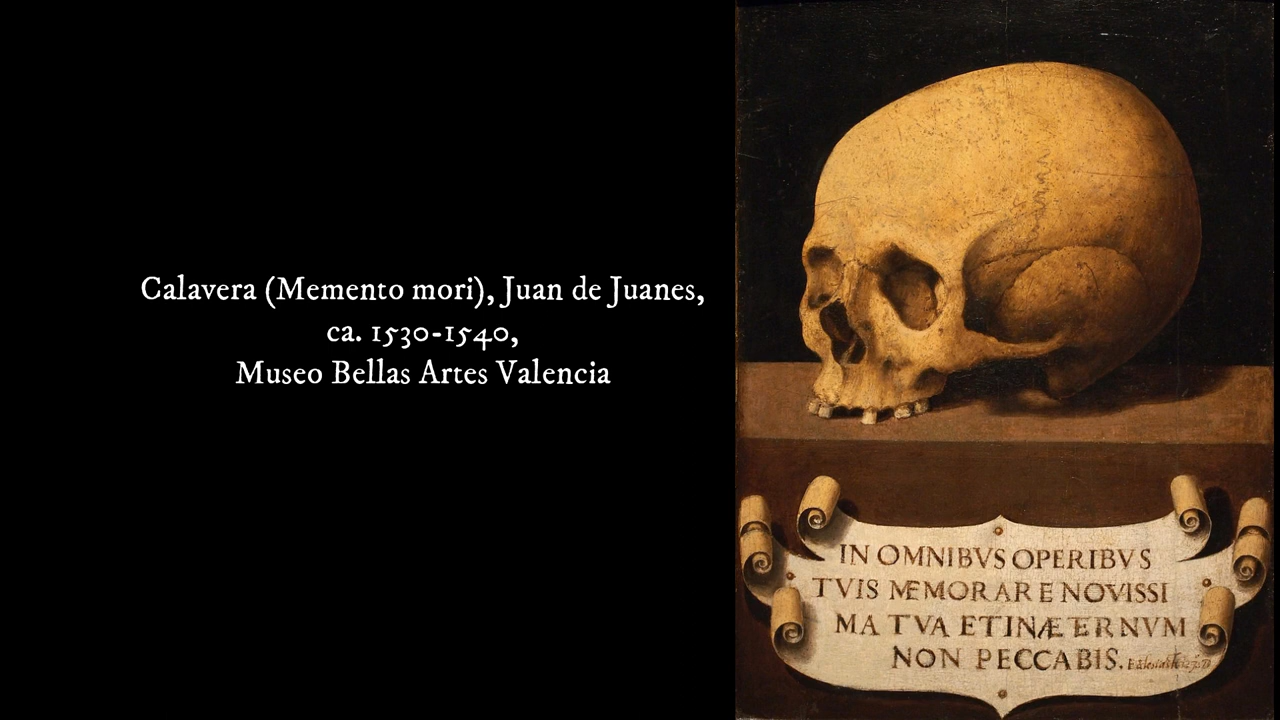 Calavera (Memento mori), Juan de Juanes,
ca. 1530-1540,
Museo Bellas Artes Valencia
IN OMNIBVS OPERIBVS
TVIS MEMORARE NOVISSI
MA TVA ET IN ÆTERNVM
NON PECCABIS.